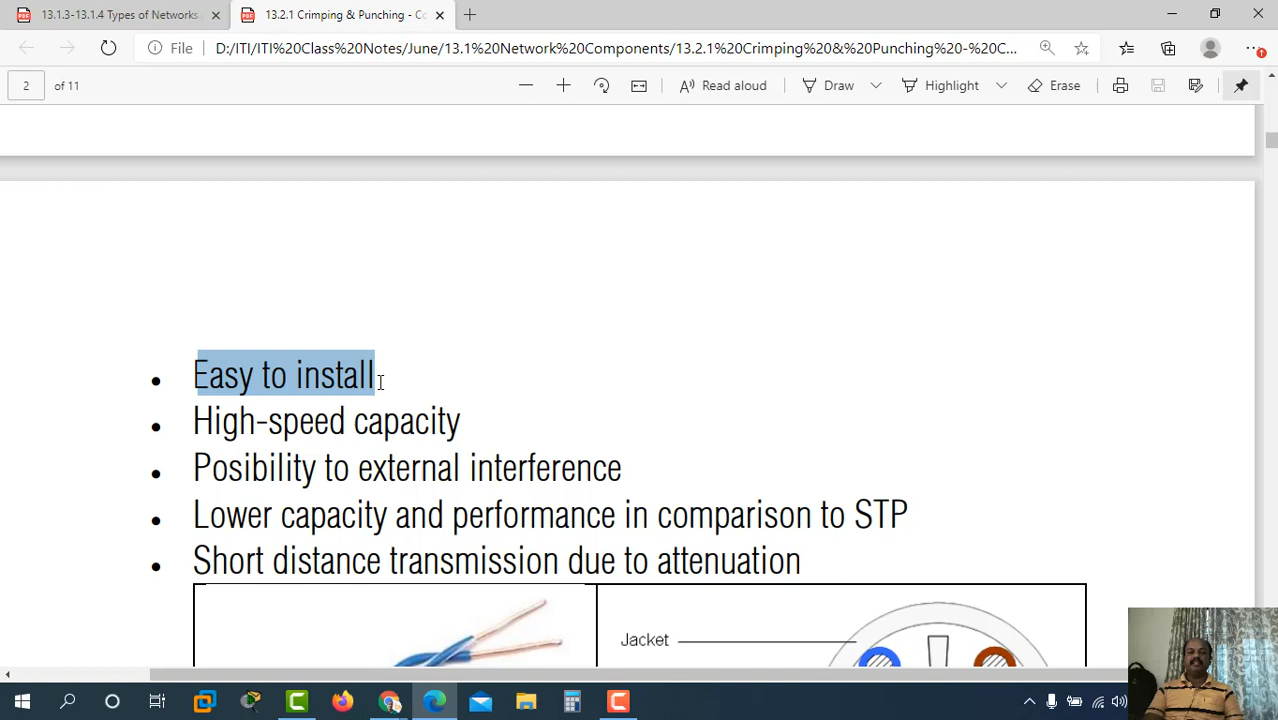 13.1.3-13.1.4 Types of Networks
13.2.1 Crimping & Punching - Co
File
D:/ITI/ITI%20Class%20Notes/June/13.1%20Network%20Components/13.2.1%20Crimping%20&%20Punching%20-%20C...
2 of 11
Read aloud
Draw
Highlight
Erase
• Easy to install
• High-speed capacity
• Posibility to external interference
• Lower capacity and performance in comparison to STP
• Short distance transmission due to attenuation
Jacket